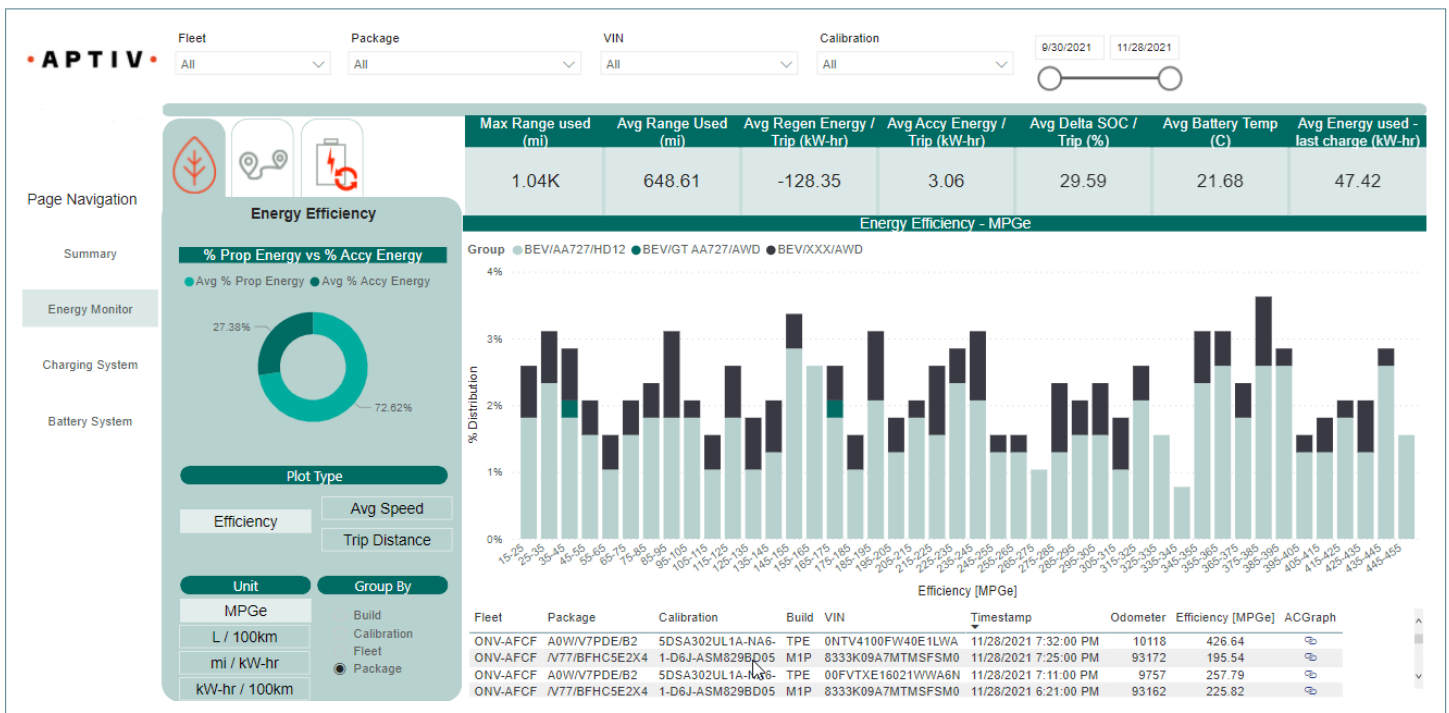 Fleet
Package
VIN
Calibration
• APTIV •
All
All
All
All
9/30/2021
11/28/2021
Max Range used (mi)
Avg Range Used (mi)
Avg Regen Energy / Trip (kW-hr)
Avg Accy Energy / Trip (kW-hr)
Avg Delta SOC / Trip (%)
Avg Battery Temp (C)
Avg Energy used - last charge (kW-hr)
1.04K
648.61
-128.35
3.06
29.59
21.68
47.42
Page Navigation
Summary
Energy Monitor
Charging System
Battery System
Energy Efficiency
% Prop Energy vs % Accy Energy
Avg % Prop Energy
Avg % Accy Energy
27.38%
72.62%
Plot Type
Efficiency
Avg Speed
Trip Distance
Unit
MPGe
L / 100km
mi / kW-hr
kW-hr / 100km
Group By
Build
Calibration
Fleet
Package
Energy Efficiency - MPGe
Group BEV/AA727/HD12 BEV/GT AA727/AWD BEV/XXX/AWD
4%
3%
2%
1%
0%
% Distribution
15-25
25-35
35-45
45-55
55-65
65-75
75-85
85-95
95-105
105-115
115-125
125-135
135-145
145-155
155-165
165-175
175-185
185-195
195-205
205-215
215-225
225-235
235-245
245-255
255-265
265-275
275-285
285-295
295-305
305-315
315-325
325-335
335-345
345-355
355-365
365-375
375-385
385-395
395-405
405-415
415-425
425-435
435-445
445-455
Efficiency [MPGe]
Fleet Package Calibration Build VIN Timestamp Odometer Efficiency [MPGe] ACGraph
ONV-AFCF A0W/V7PDE/B2 5DSA302UL1A-NA6- TPE 0NTV4100FW40E1LWA 11/28/2021 7:32:00 PM 10118 426.64
ONV-AFCF /V77/BFHC5E2X4 1-D6J-ASM829BD05 M1P 8333K09A7MTMSFSM0 11/28/2021 7:25:00 PM 93172 195.54
ONV-AFCF A0W/V7PDE/B2 5DSA302UL1A-NA6- TPE 00FVTXE16021WWA6N 11/28/2021 7:11:00 PM 9757 257.79
ONV-AFCF /V77/BFHC5E2X4 1-D6J-ASM829BD05 M1P 8333K09A7MTMSFSM0 11/28/2021 6:21:00 PM 93162 225.82